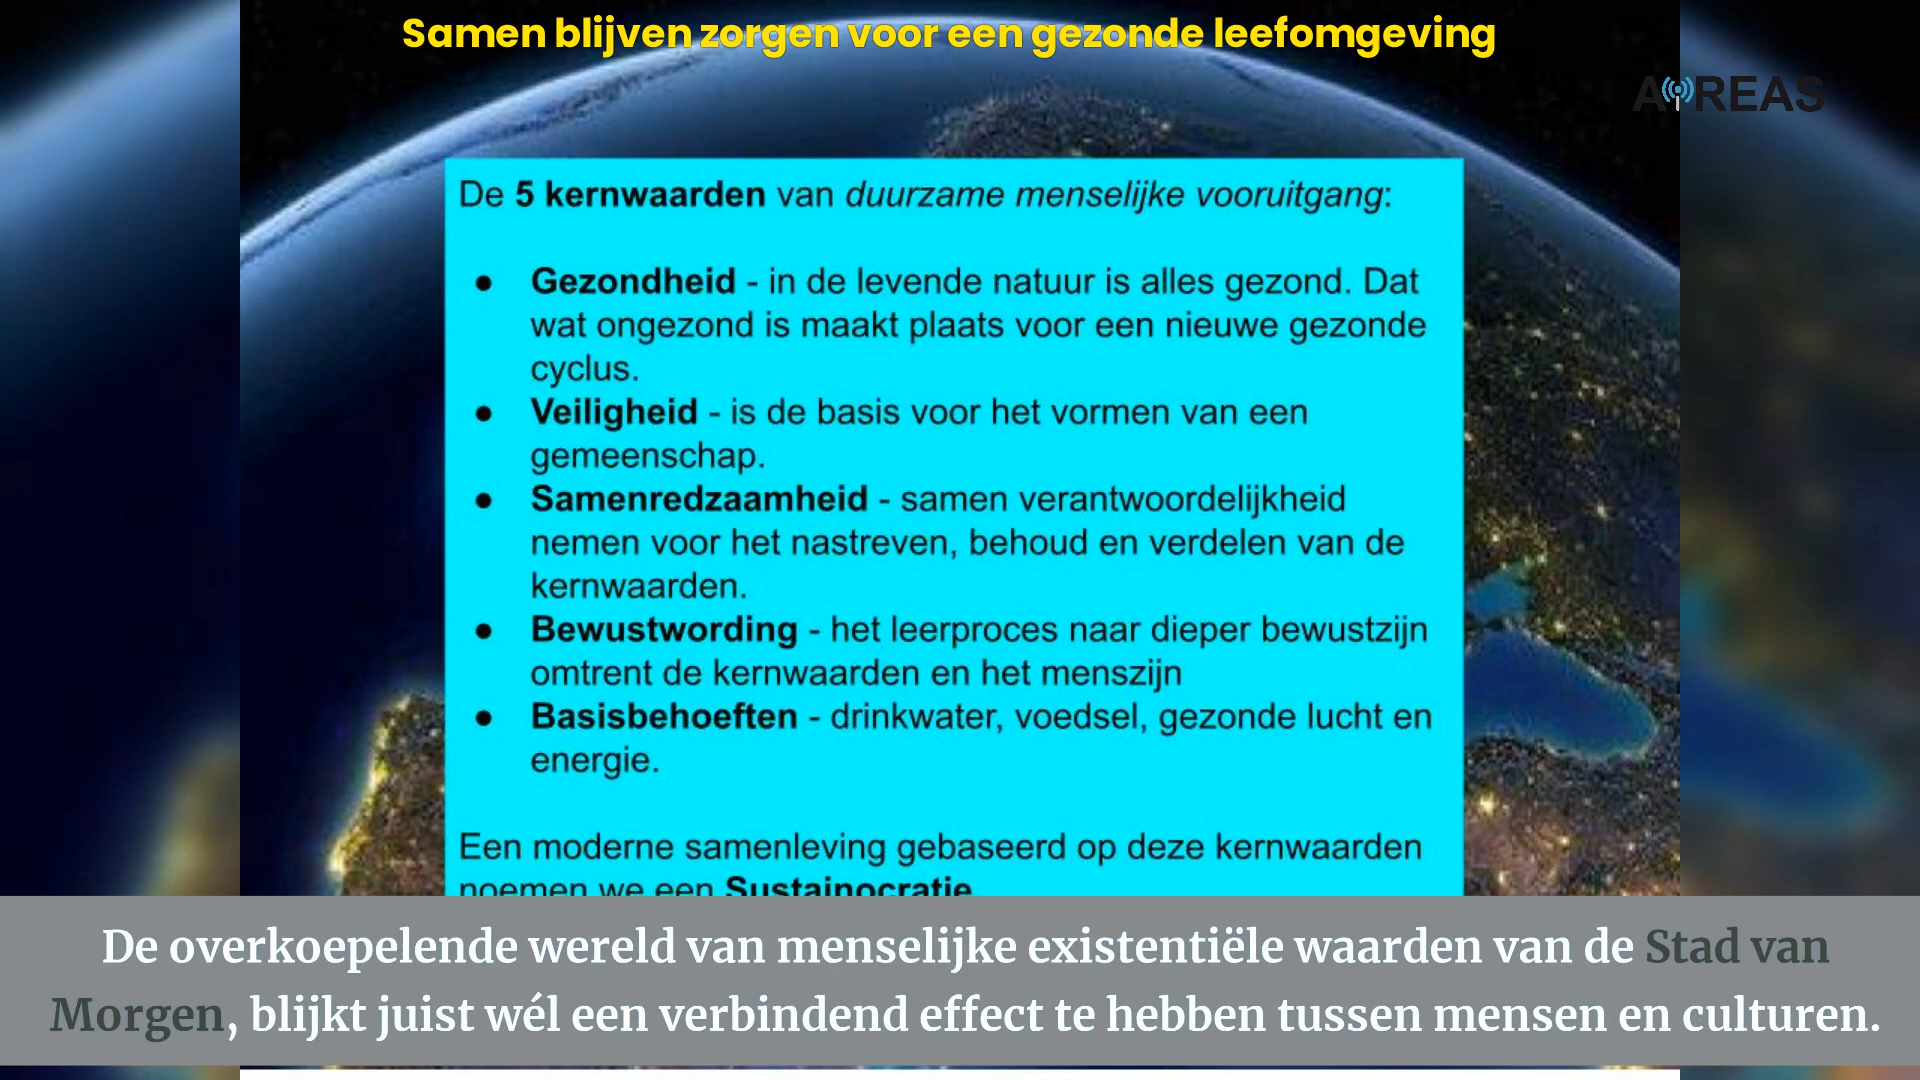 Samen blijven zorgen voor een gezonde leefomgeving
AiREAS
De 5 kernwaarden van duurzame menselijke vooruitgang:
● Gezondheid - in de levende natuur is alles gezond. Dat
wat ongezond is maakt plaats voor een nieuwe gezonde
cyclus.
● Veiligheid - is de basis voor het vormen van een
gemeenschap.
● Samenredzaamheid - samen verantwoordelijkheid
nemen voor het nastreven, behoud en verdelen van de
kernwaarden.
● Bewustwording - het leerproces naar dieper bewustzijn
omtrent de kernwaarden en het menszijn
● Basisbehoeften - drinkwater, voedsel, gezonde lucht en
energie.
Een moderne samenleving gebaseerd op deze kernwaarden
noemen we een Sustainocratie
De overkoepelende wereld van menselijke existentiële waarden van de Stad van
Morgen, blijkt juist wél een verbindend effect te hebben tussen mensen en culturen.